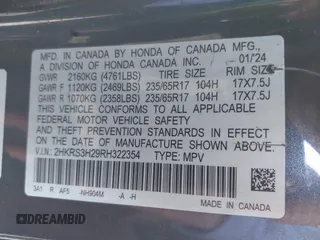 MFD. IN CANADA BY HONDA OF CANADA MFG.,
A DIVISION OF HONDA CANADA INC. 01/24
GVWR 2160KG (4761LBS) TIRE SIZE RIM SIZE
GAWR F 1120KG (2469LBS) 235/65R17 104H 17X7.5J
GAWR R 1070KG (2358LBS) 235/65R17 104H 17X7.5J
THIS VEHICLE CONFORMS TO ALL APPLICABLE
FEDERAL MOTOR VEHICLE SAFETY AND
THEFT PREVENTION STANDARDS IN EFFECT
ON THE DATE OF MANUFACTURE SHOWN ABOVE.
V.I.N.: 2HKRS3H29RH322354 TYPE: MPV
3A1 R AF5 -NH904M -A -H
DREAMBID